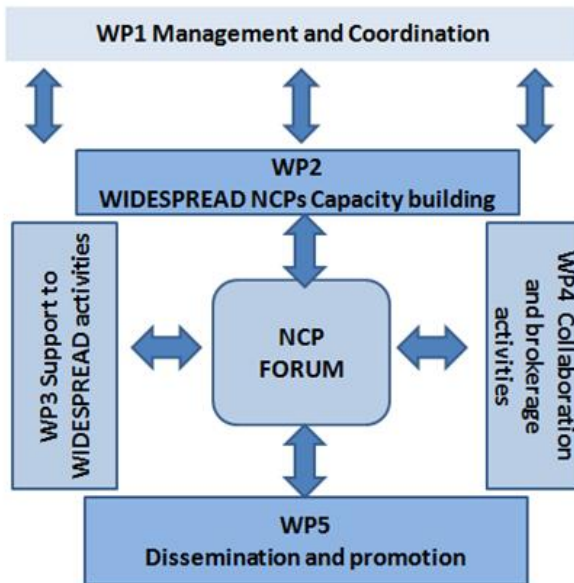 WP1 Management and Coordination
WP2
WIDESPREAD NCPs Capacity building
WP3 Support to
WIDESPREAD activities
NCP
FORUM
WP4 Collaboration
and brokerage
activities
WP5
Dissemination and promotion